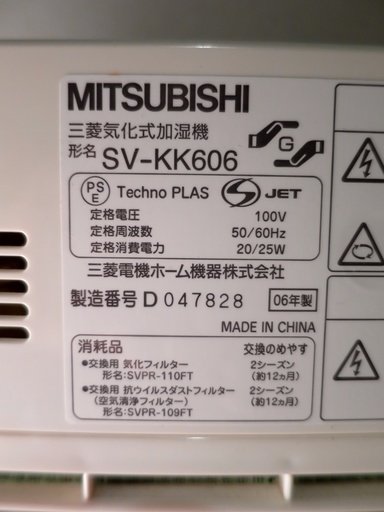 MITSUBISHI
三菱気化式加湿機
形名 SV-KK606
G
PS E Techno PLAS S JET
定格電圧 100V
定格周波数 50/60Hz
定格消費電力 20/25W
三菱電機ホーム機器株式会社
製造番号 D 047828 06年製
MADE IN CHINA
消耗品 交換のめやす
●交換用 気化フィルター 2シーズン
形名:SVPR-110FT (約12ヵ月)
●交換用 抗ウイルスダストフィルター 2シーズン
(空気清浄フィルター) (約12ヵ月)
形名:SVPR-109FT